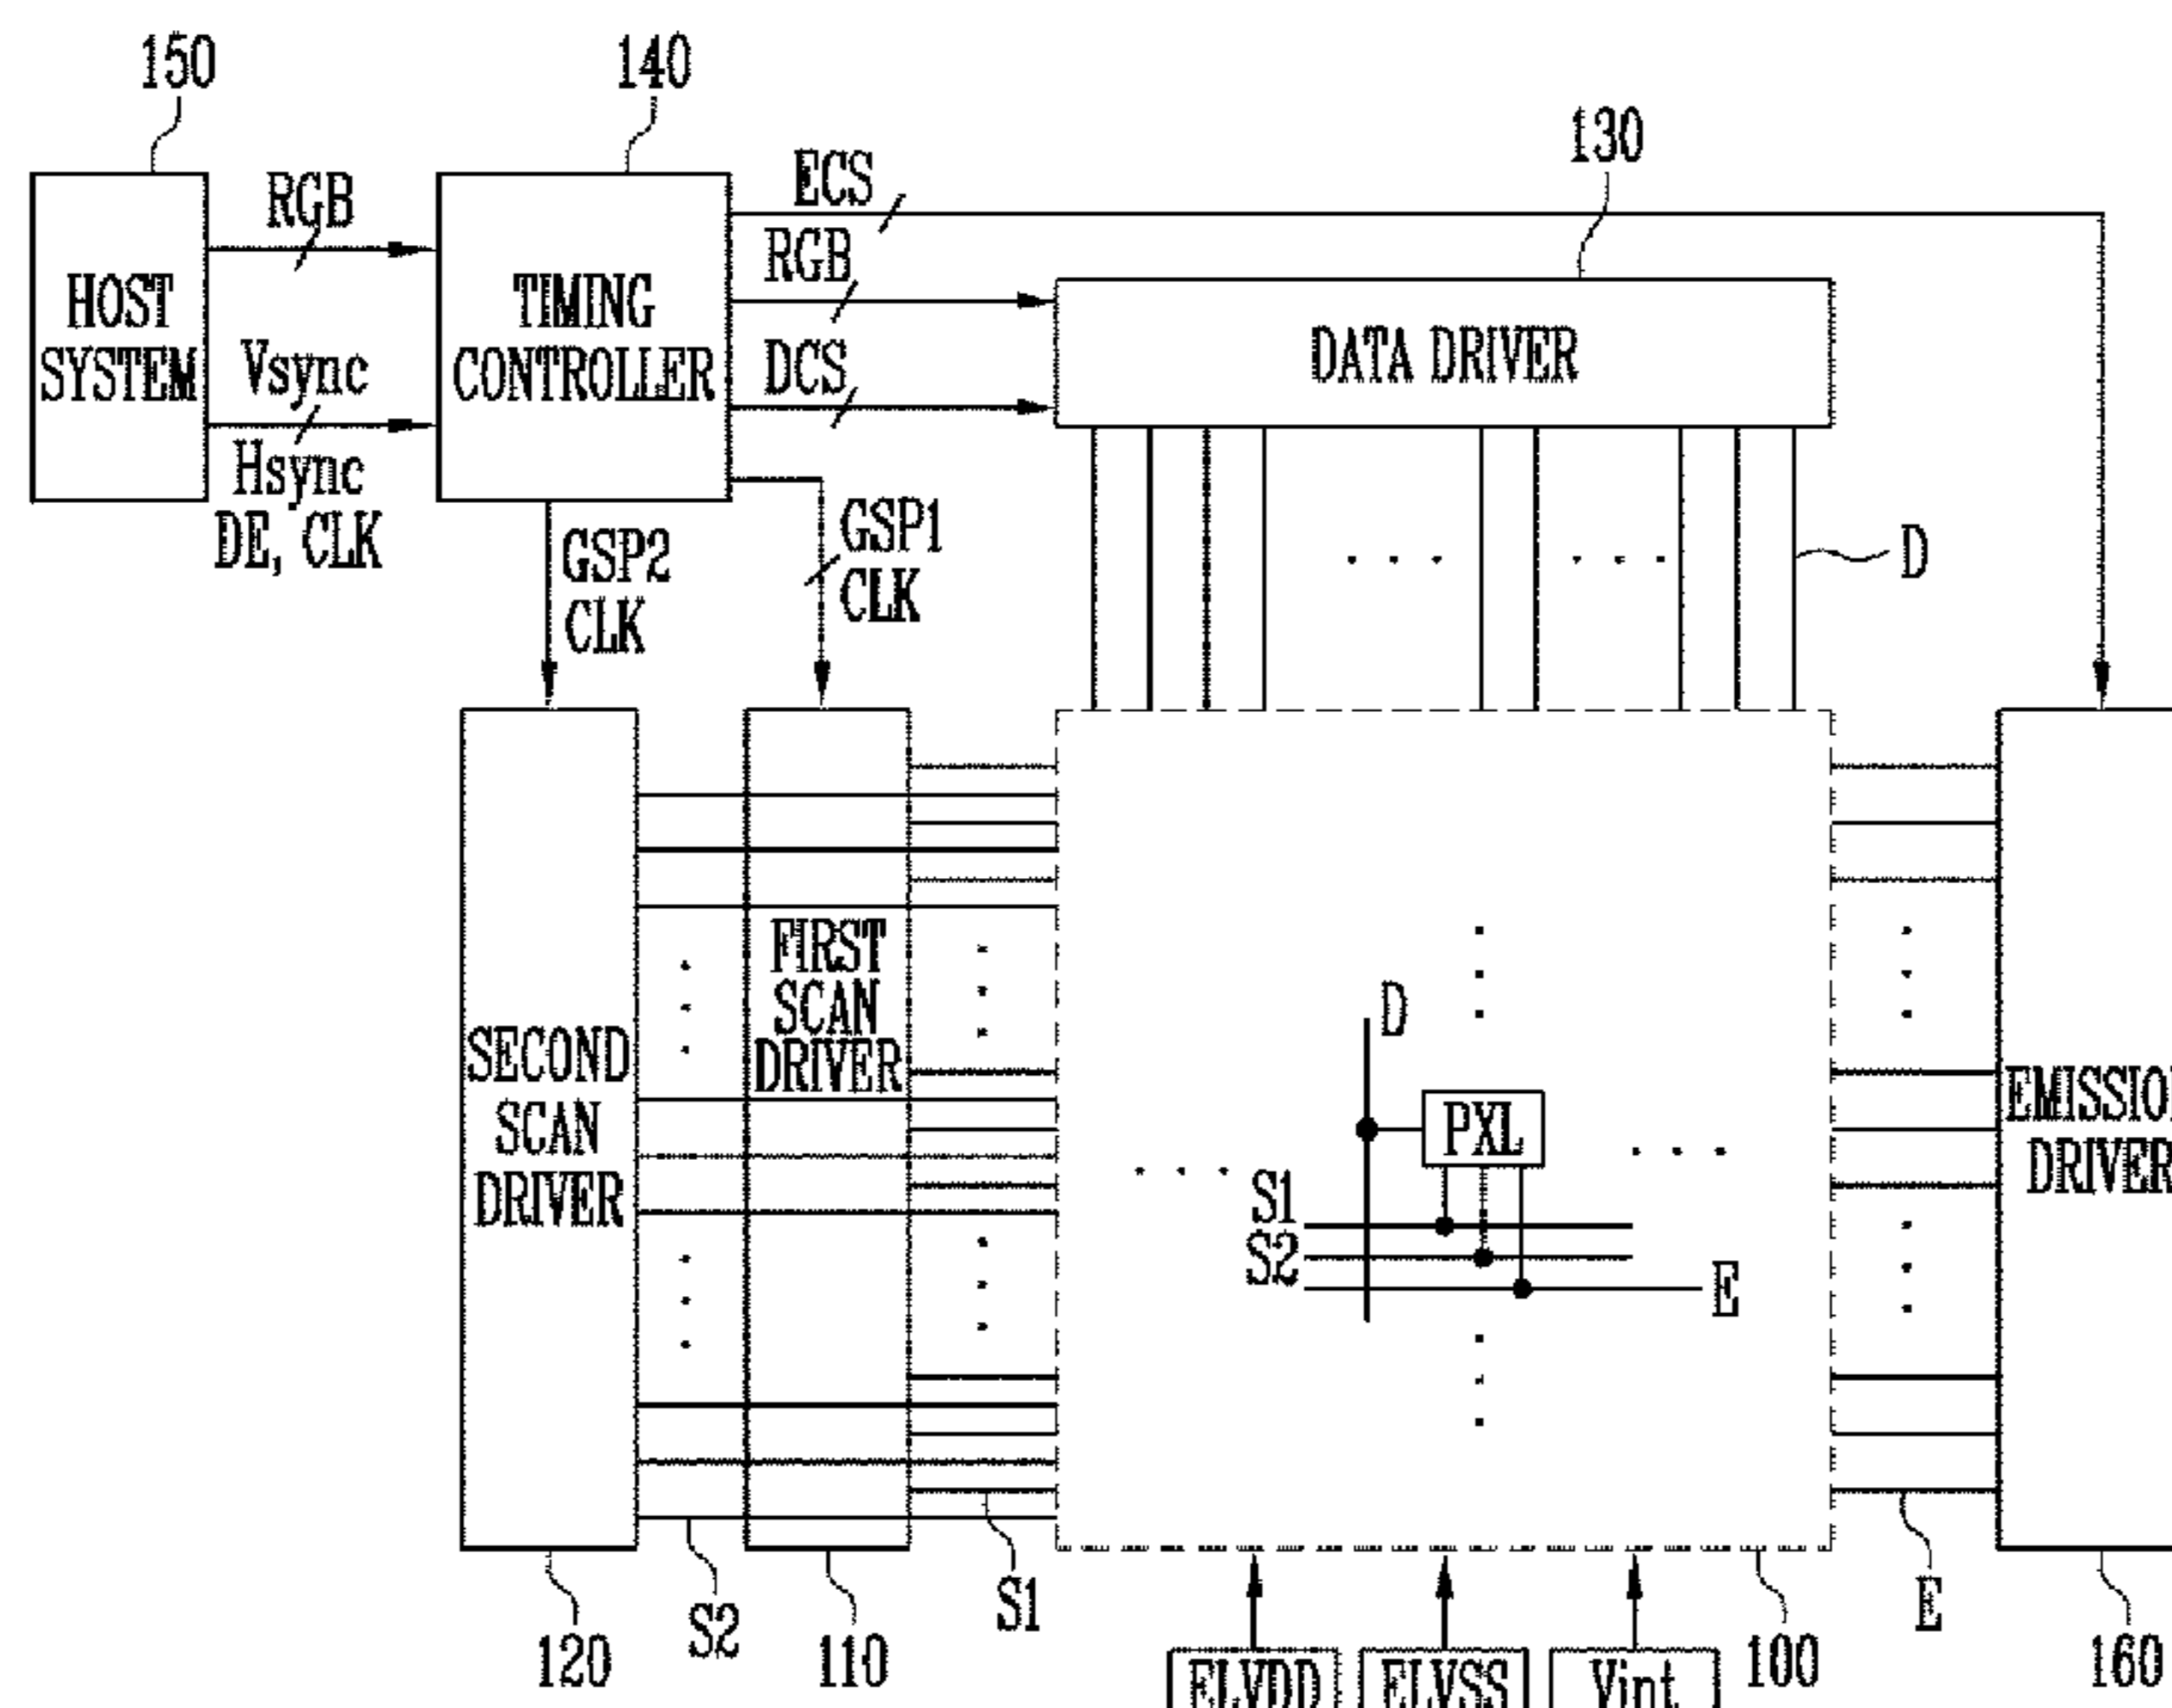 150
140
130
ECS
RGB
RGB
HOST
SYSTEM
TIMING
CONTROLLER
DATA DRIVER
Vsync
DCS
Hsync
DE, CLK
GSP2
CLK
GSP1
CLK
D
FIRST
SCAN
DRIVER
SECOND
SCAN
DRIVER
D
PXL
S1
S2
E
EMISSIO
DRIVER
S2
S1
E
120
110
ELVDD
ELVSS
Vint
100
160